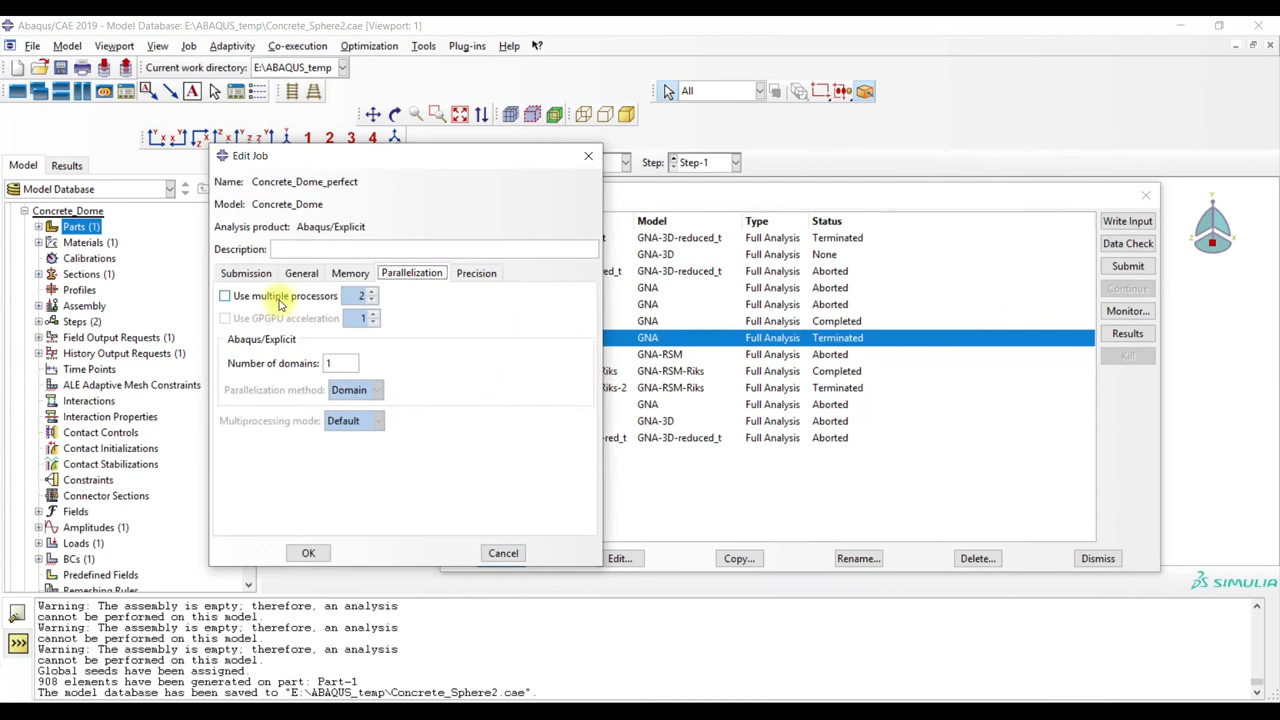 Abaqus/CAE 2019 - Model Database: E:\ABAQUS_temp\Concrete_Sphere2.cae [Viewport: 1]
File Model Viewport View Job Adaptivity Co-execution Optimization Tools Plug-ins Help
Current work directory: E:\ABAQUS_temp
All
1 2 3 4
Edit Job
Step: Step-1
Model Results
Model Database
Name: Concrete_Dome_perfect
Model: Concrete_Dome
Analysis product: Abaqus/Explicit
Description:
Submission General Memory Parallelization Precision
Use multiple processors 2
Use GPGPU acceleration 1
Abaqus/Explicit
Number of domains: 1
Parallelization method: Domain
Multiprocessing mode: Default
OK Cancel
Concrete_Dome
Parts (1)
Materials (1)
Calibrations
Sections (1)
Profiles
Assembly
Steps (2)
Field Output Requests (1)
History Output Requests (1)
Time Points
ALE Adaptive Mesh Constraints
Interactions
Interaction Properties
Contact Controls
Contact Initializations
Contact Stabilizations
Constraints
Connector Sections
Fields
Amplitudes (1)
Loads (1)
BCs (1)
Predefined Fields
Remeshing Rules
Model Type Status
d_t GNA-3D-reduced_t Full Analysis Terminated
GNA-3D Full Analysis None
ed_t GNA-3D-reduced_t Full Analysis Aborted
GNA Full Analysis Aborted
GNA Full Analysis Aborted
GNA Full Analysis Completed
GNA Full Analysis Terminated
GNA-RSM Full Analysis Aborted
iks GNA-RSM-Riks Full Analysis Completed
iks-2 GNA-RSM-Riks Full Analysis Terminated
GNA Full Analysis Aborted
GNA-3D Full Analysis Aborted
-red_t GNA-3D-reduced_t Full Analysis Aborted
Write Input
Data Check
Submit
Continue
Monitor...
Results
Kill
Edit... Copy... Rename... Delete... Dismiss
Y
SIMULIA
Warning: The assembly is empty; therefore, an analysis
cannot be performed on this model.
Warning: The assembly is empty; therefore, an analysis
cannot be performed on this model.
Warning: The assembly is empty; therefore, an analysis
cannot be performed on this model.
Global seeds have been assigned.
908 elements have been generated on part: Part-1
The model database has been saved to "E:\ABAQUS_temp\Concrete_Sphere2.cae".
>>>